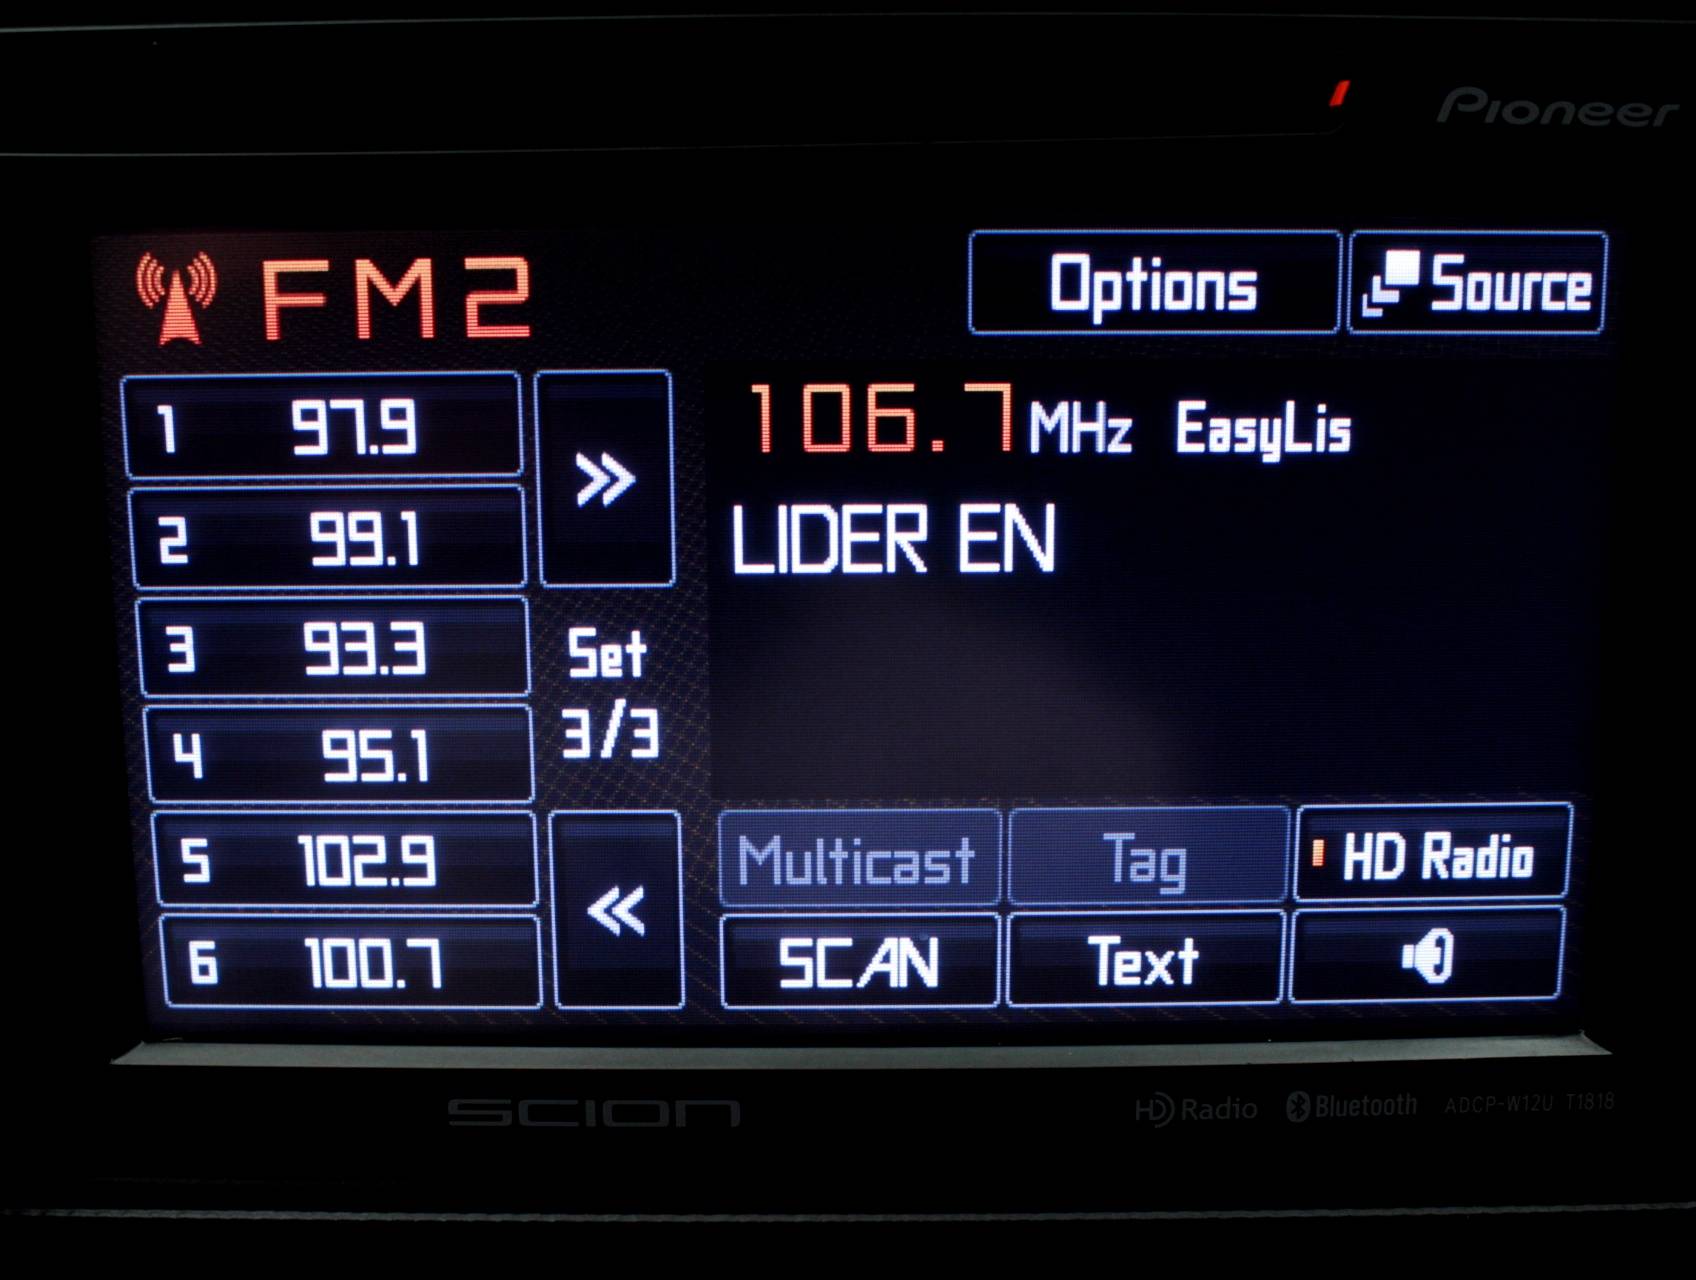 Pioneer
FM2
Options
Source
1 97.9
2 99.1
3 93.3
4 95.1
5 102.9
6 100.7
Set
3/3
106.7 MHz EasyLis
LIDER EN
Multicast
Tag
HD Radio
SCAN
Text
SCION
HD Radio
Bluetooth
ADCP-W12U T1818